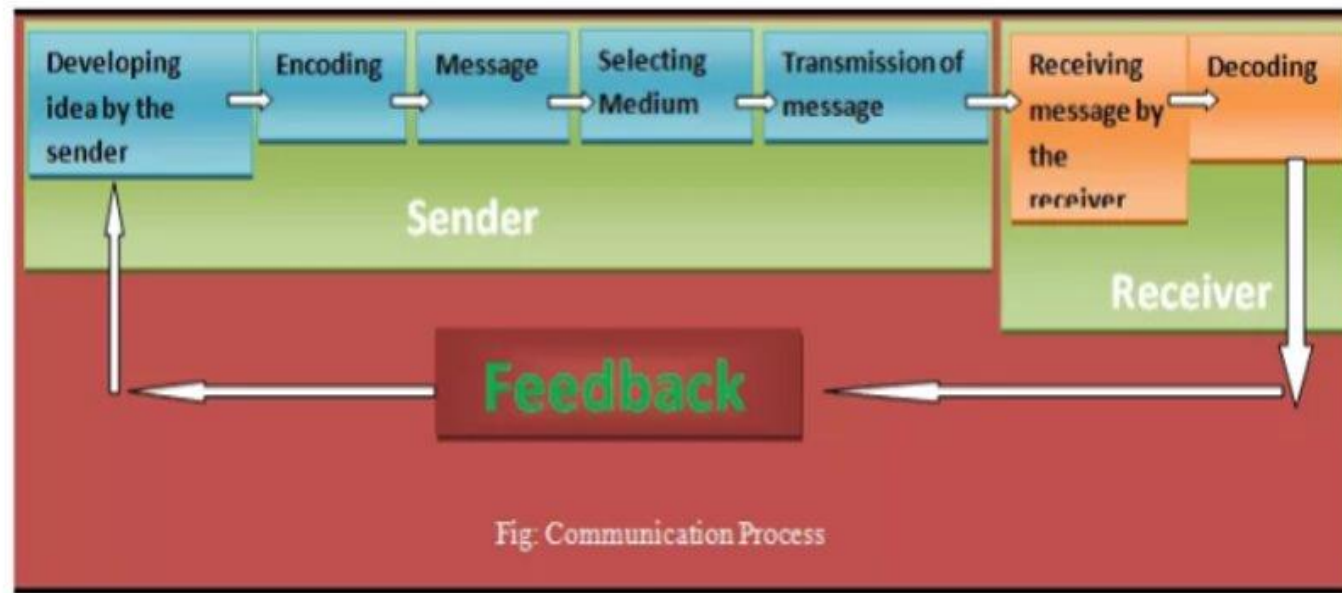 Developing
idea by the
sender
Encoding
Message
Selecting
Medium
Transmission of
message
Receiving
message by
the
receiver
Decoding
Sender
Receiver
Feedback
Fig: Communication Process